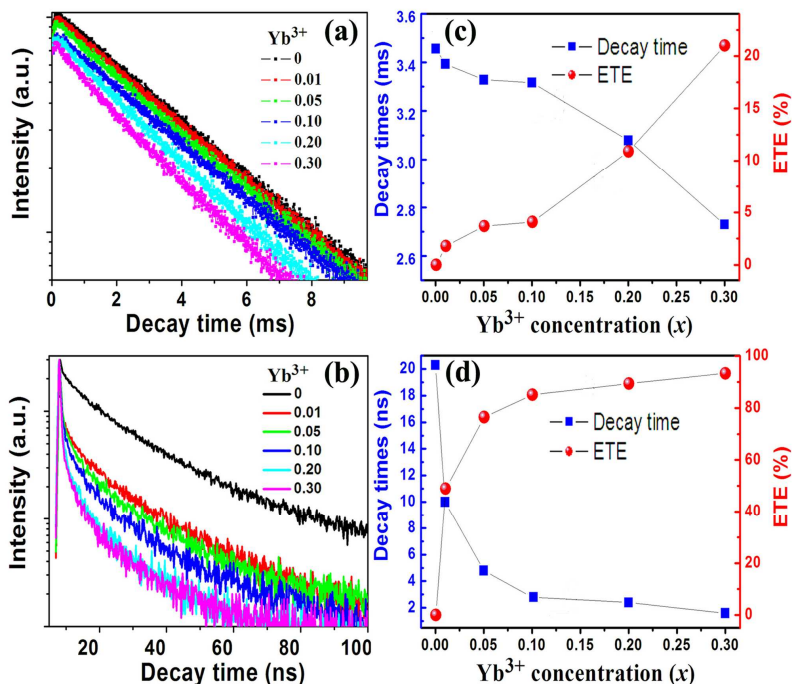 (a)
Yb³⁺
0
0.01
0.05
0.10
0.20
0.30
Intensity (a.u.)
0 2 4 6 8
Decay time (ms)
(c)
Decay time
ETE
3.6
3.4
3.2
3.0
2.8
2.6
Decay times (ms)
20
15
10
5
0
ETE (%)
0.00 0.05 0.10 0.15 0.20 0.25 0.30
Yb³⁺ concentration (x)
(b)
Yb³⁺
0
0.01
0.05
0.10
0.20
0.30
Intensity (a.u.)
20 40 60 80 100
Decay time (ns)
(d)
Decay time
ETE
20
18
16
14
12
10
8
6
4
2
Decay times (ns)
100
80
60
40
20
0
ETE (%)
0.00 0.05 0.10 0.15 0.20 0.25 0.30
Yb³⁺ concentration (x)